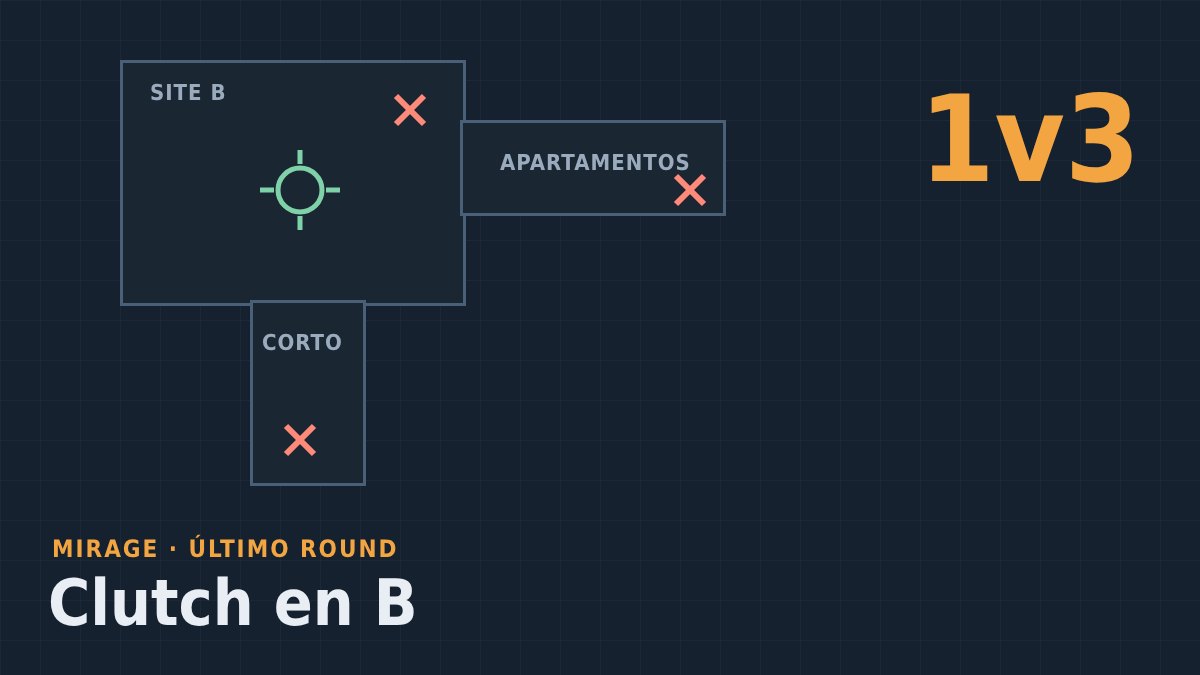 SITE B
1v3
APARTAMENTOS
CORTO
MIRAGE · ÚLTIMO ROUND
Clutch en B